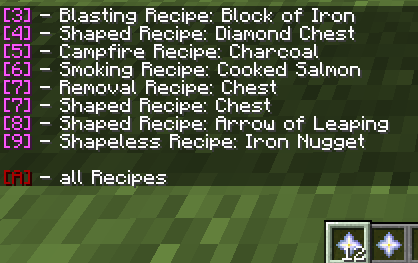 [3] - Blasting Recipe: Block of Iron
[4] - Shaped Recipe: Diamond Chest
[5] - Campfire Recipe: Charcoal
[6] - Smoking Recipe: Cooked Salmon
[7] - Removal Recipe: Chest
[7] - Shaped Recipe: Chest
[8] - Shaped Recipe: Arrow of Leaping
[9] - Shapeless Recipe: Iron Nugget
[A] - all Recipes
12